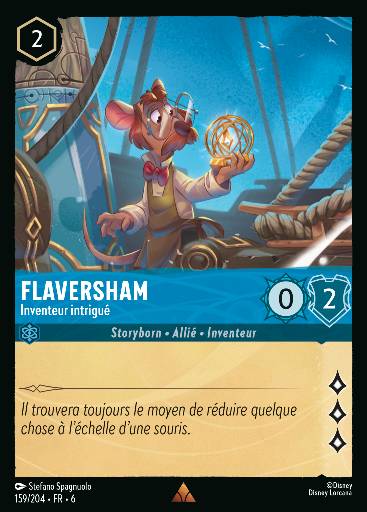 2
FLAVERSHAM
Inventeur intrigué
0
2
Storyborn • Allié • Inventeur
Il trouvera toujours le moyen de réduire quelque
chose à l'échelle d'une souris.
Stefano Spagnuolo
159/204 • FR • 6
©Disney
Disney Lorcana